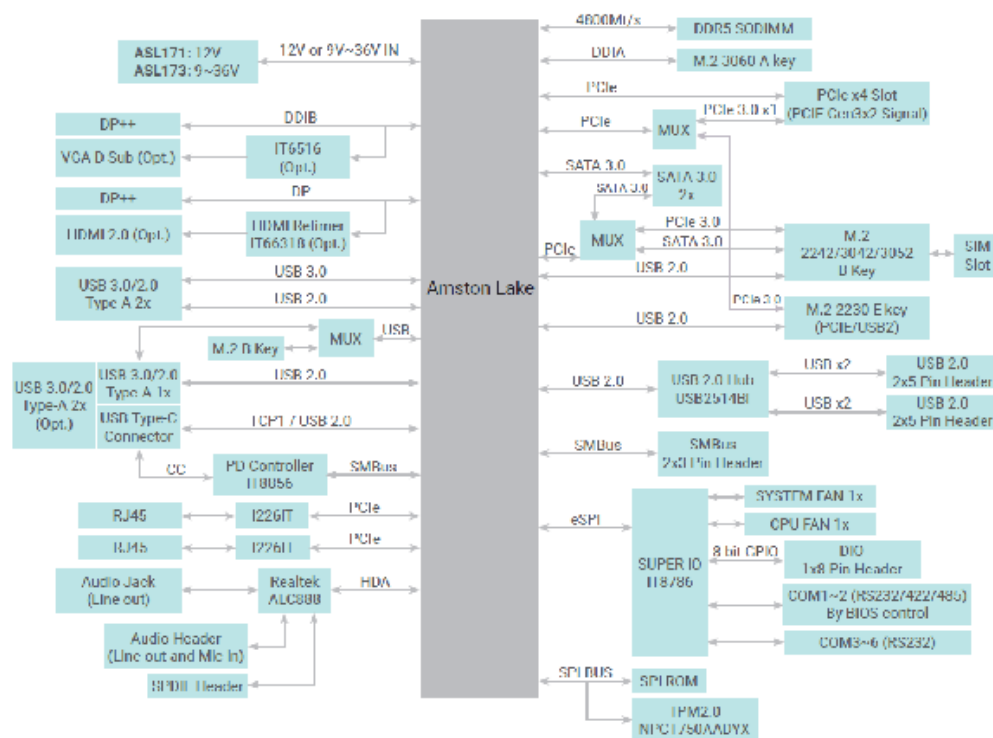 ASL171: 12V
ASL173: 9~36V
12V or 9V~36V IN
DP++
DDIB
VGA D Sub (Opt.)
IT6516
(Opt.)
DP++
DP
HDMI 2.0 (Opt.)
HDMI Retimer
IT66318 (Opt.)
USB 3.0/2.0
Type A 2x
USB 3.0
USB 2.0
M.2 B Key
MUX
USB
USB 3.0/2.0
Type-A 2x
(Opt.)
USB 3.0/2.0
Type A 1x
USB 2.0
USB Type-C
Connector
TCP1 / USB 2.0
CC
PD Controller
IT8056
SMBus
RJ45
I226IT
PCIe
RJ45
I226IT
PCIe
Audio Jack
(Line out)
Realtek
ALC888
HDA
Audio Header
(Line out and Mic In)
SPDIF Header
Amston Lake
4800Mt/s
DDR5 SODIMM
DDIA
M.2 3060 A key
PCIe
PCIe x4 Slot
(PCIE Gen3x2 Signal)
PCIe
MUX
PCIe 3.0 x1
SATA 3.0
SATA 3.0
SATA 3.0
2x
PCIe
MUX
PCIe 3.0
SATA 3.0
USB 2.0
M.2
2242/3042/3052
B Key
SIM
Slot
PCIe 3.0
USB 2.0
M.2 2230 E key
(PCIE/USB2)
USB 2.0
USB 2.0 Hub
USB2514BI
USB x2
USB 2.0
2x5 Pin Header
USB x2
USB 2.0
2x5 Pin Header
SMBus
SMBus
2x3 Pin Header
eSPI
SUPER IO
IT8786
SYSTEM FAN 1x
CPU FAN 1x
8 bit GPIO
DIO
1x8 Pin Header
COM1~2 (RS232/422/485)
By BIOS control
COM3~6 (RS232)
SPI BUS
SPI ROM
TPM2.0
NPCT750AADYX